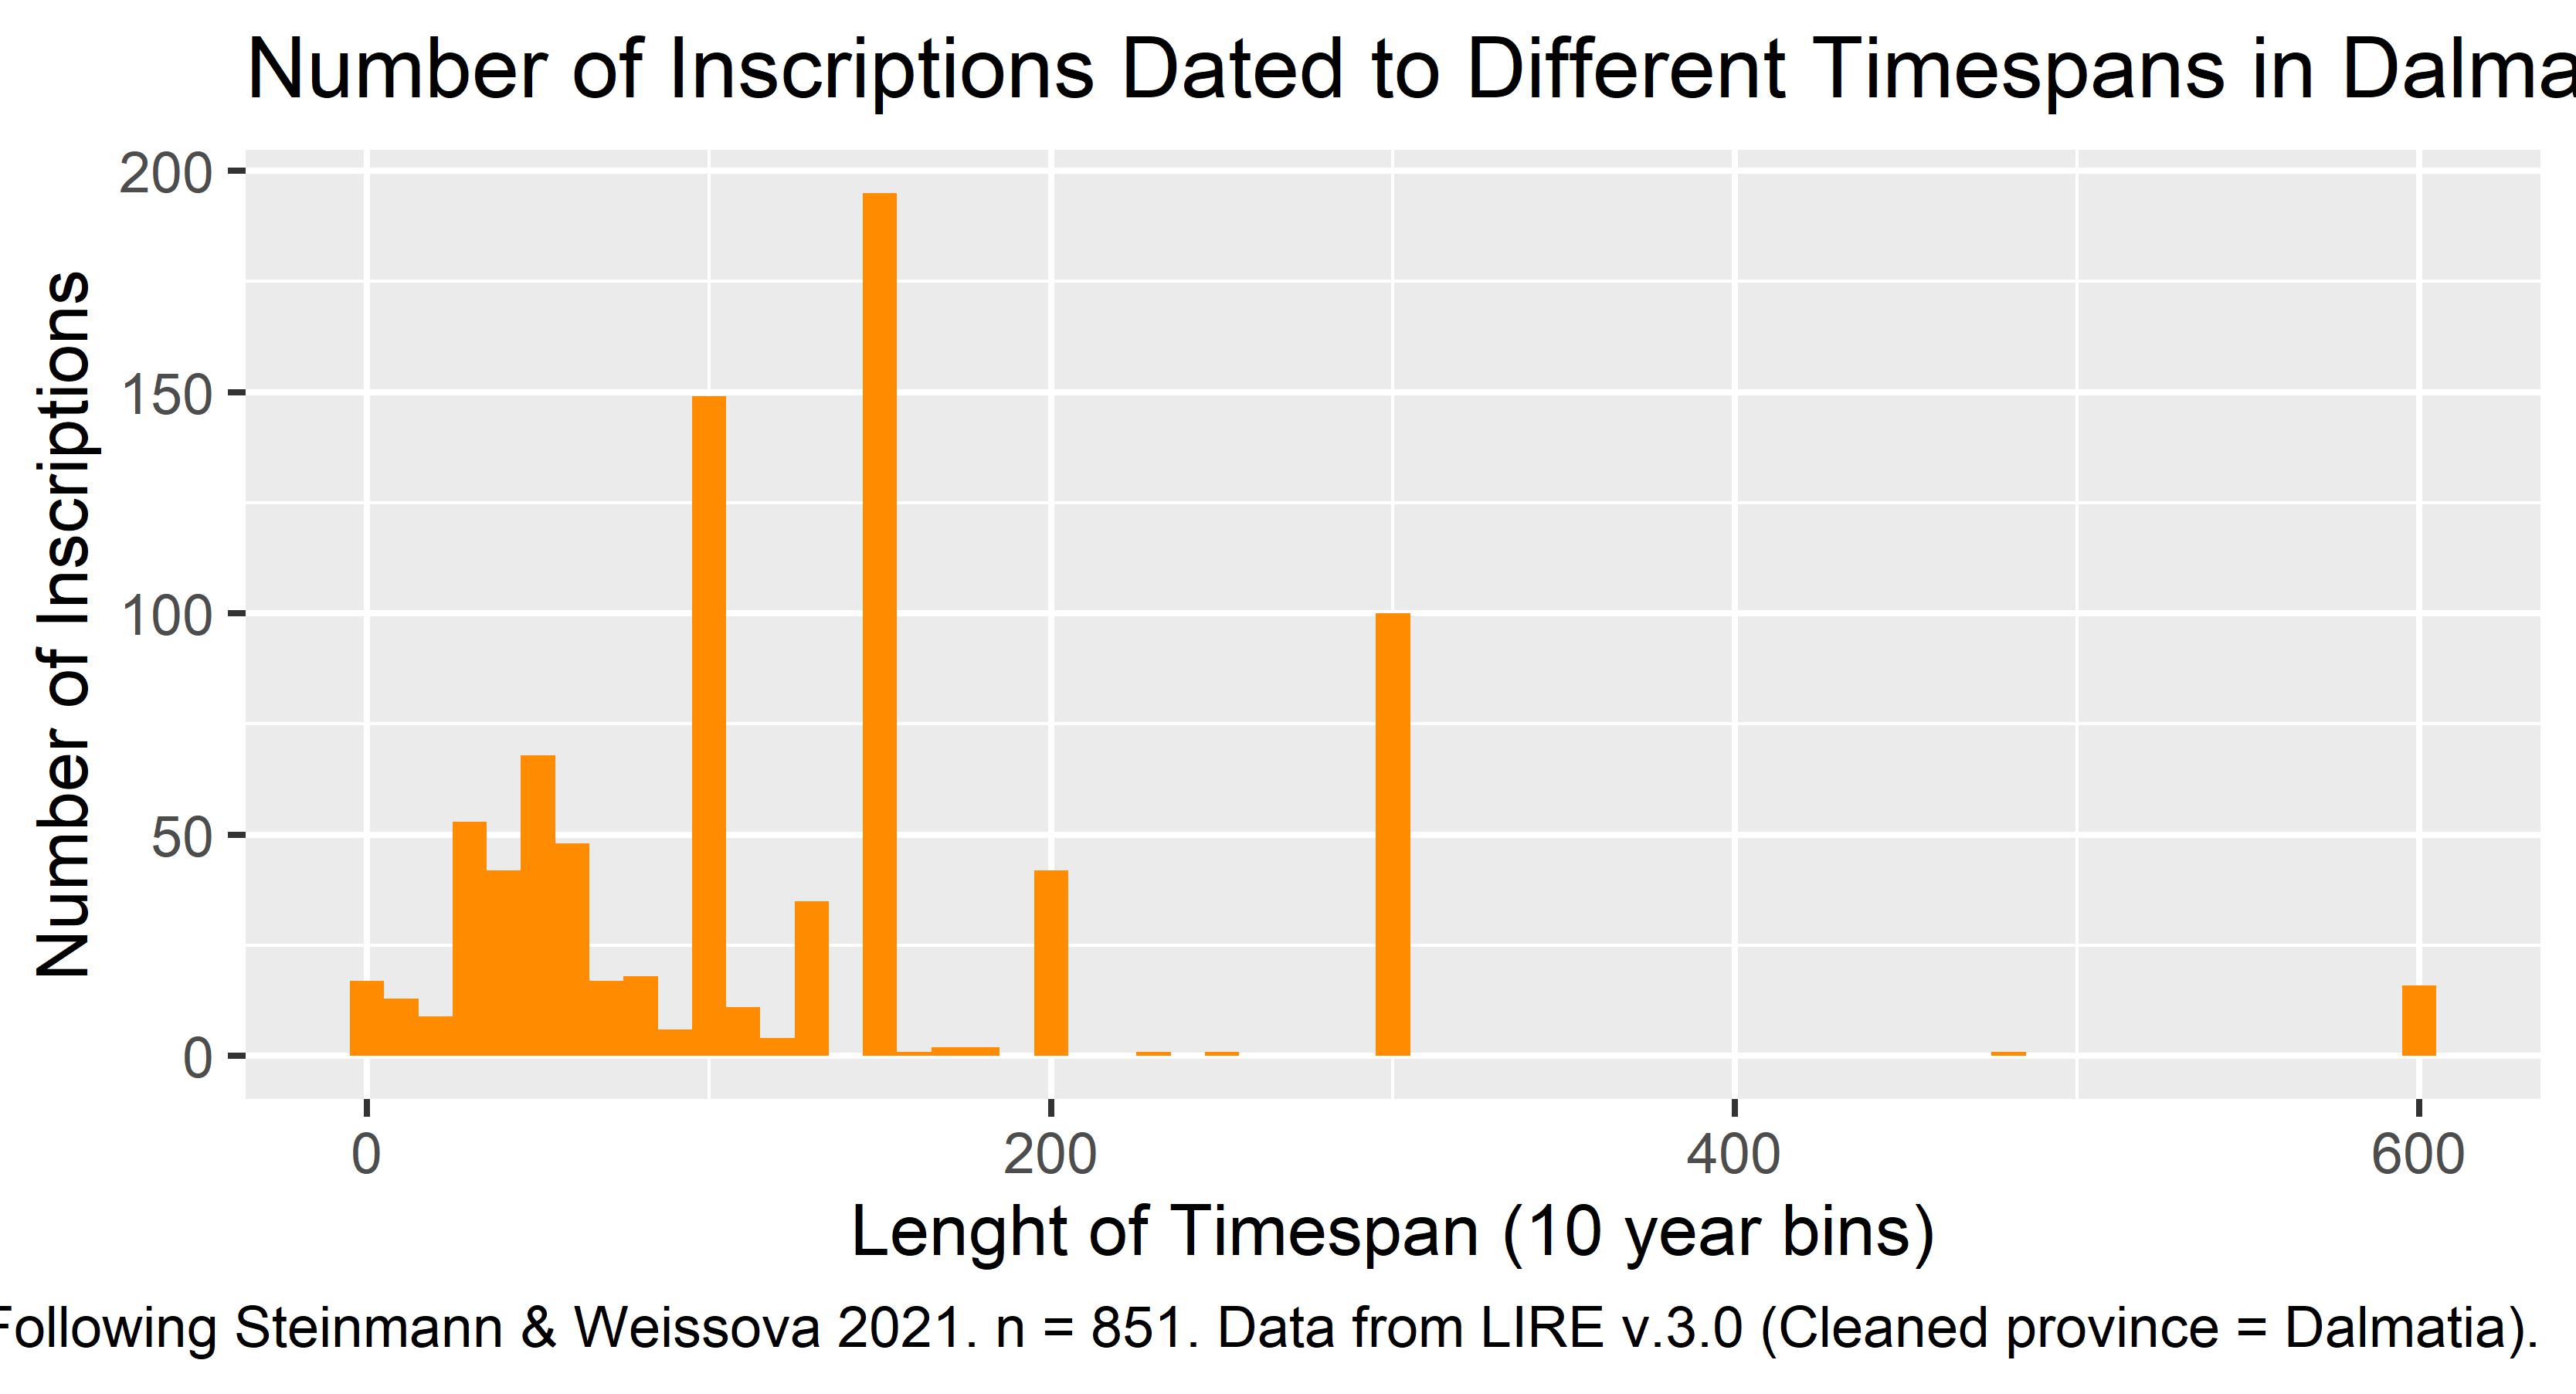 Number of Inscriptions Dated to Different Timespans in Dalma
200
150
100
50
0
Number of Inscriptions
0 200 400 600
Lenght of Timespan (10 year bins)
Following Steinmann & Weissova 2021. n = 851. Data from LIRE v.3.0 (Cleaned province = Dalmatia).